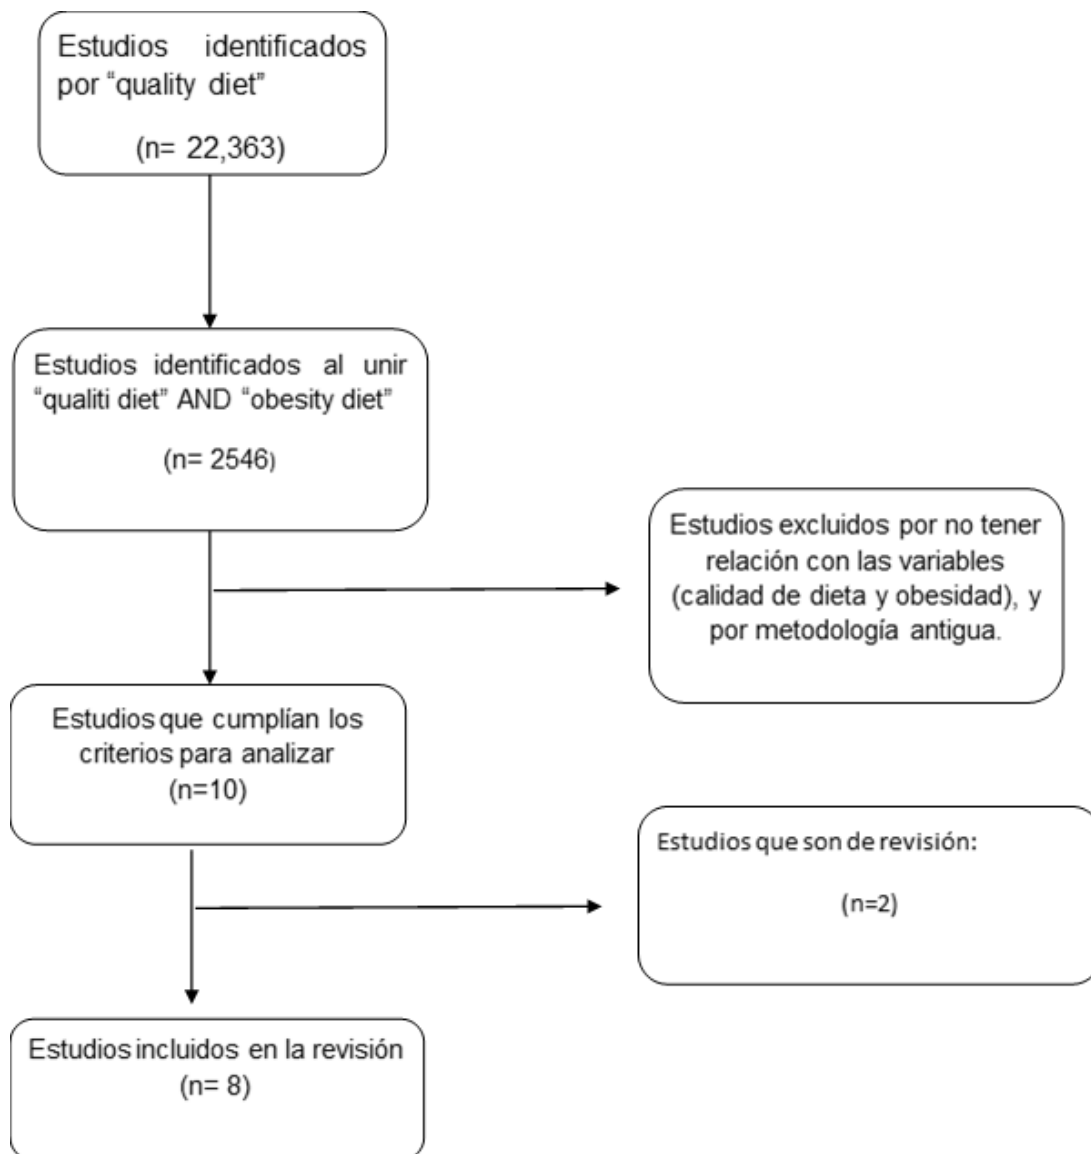 Estudios identificados
por “quality diet”
(n= 22,363)
Estudios identificados al unir
“qualiti diet” AND “obesity diet”
(n= 2546)
Estudios excluidos por no tener
relación con las variables
(calidad de dieta y obesidad), y
por metodología antigua.
Estudios que cumplían los
criterios para analizar
(n=10)
Estudios que son de revisión:
(n=2)
Estudios incluidos en la revisión
(n= 8)